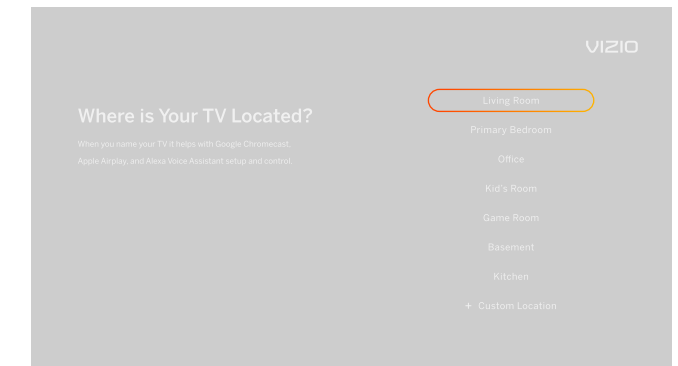 VIZIO
Where is Your TV Located?
When you name your TV it helps with Google Chromecast,
Apple Airplay, and Alexa Voice Assistant setup and control.
Living Room
Primary Bedroom
Office
Kid's Room
Game Room
Basement
Kitchen
+ Custom Location